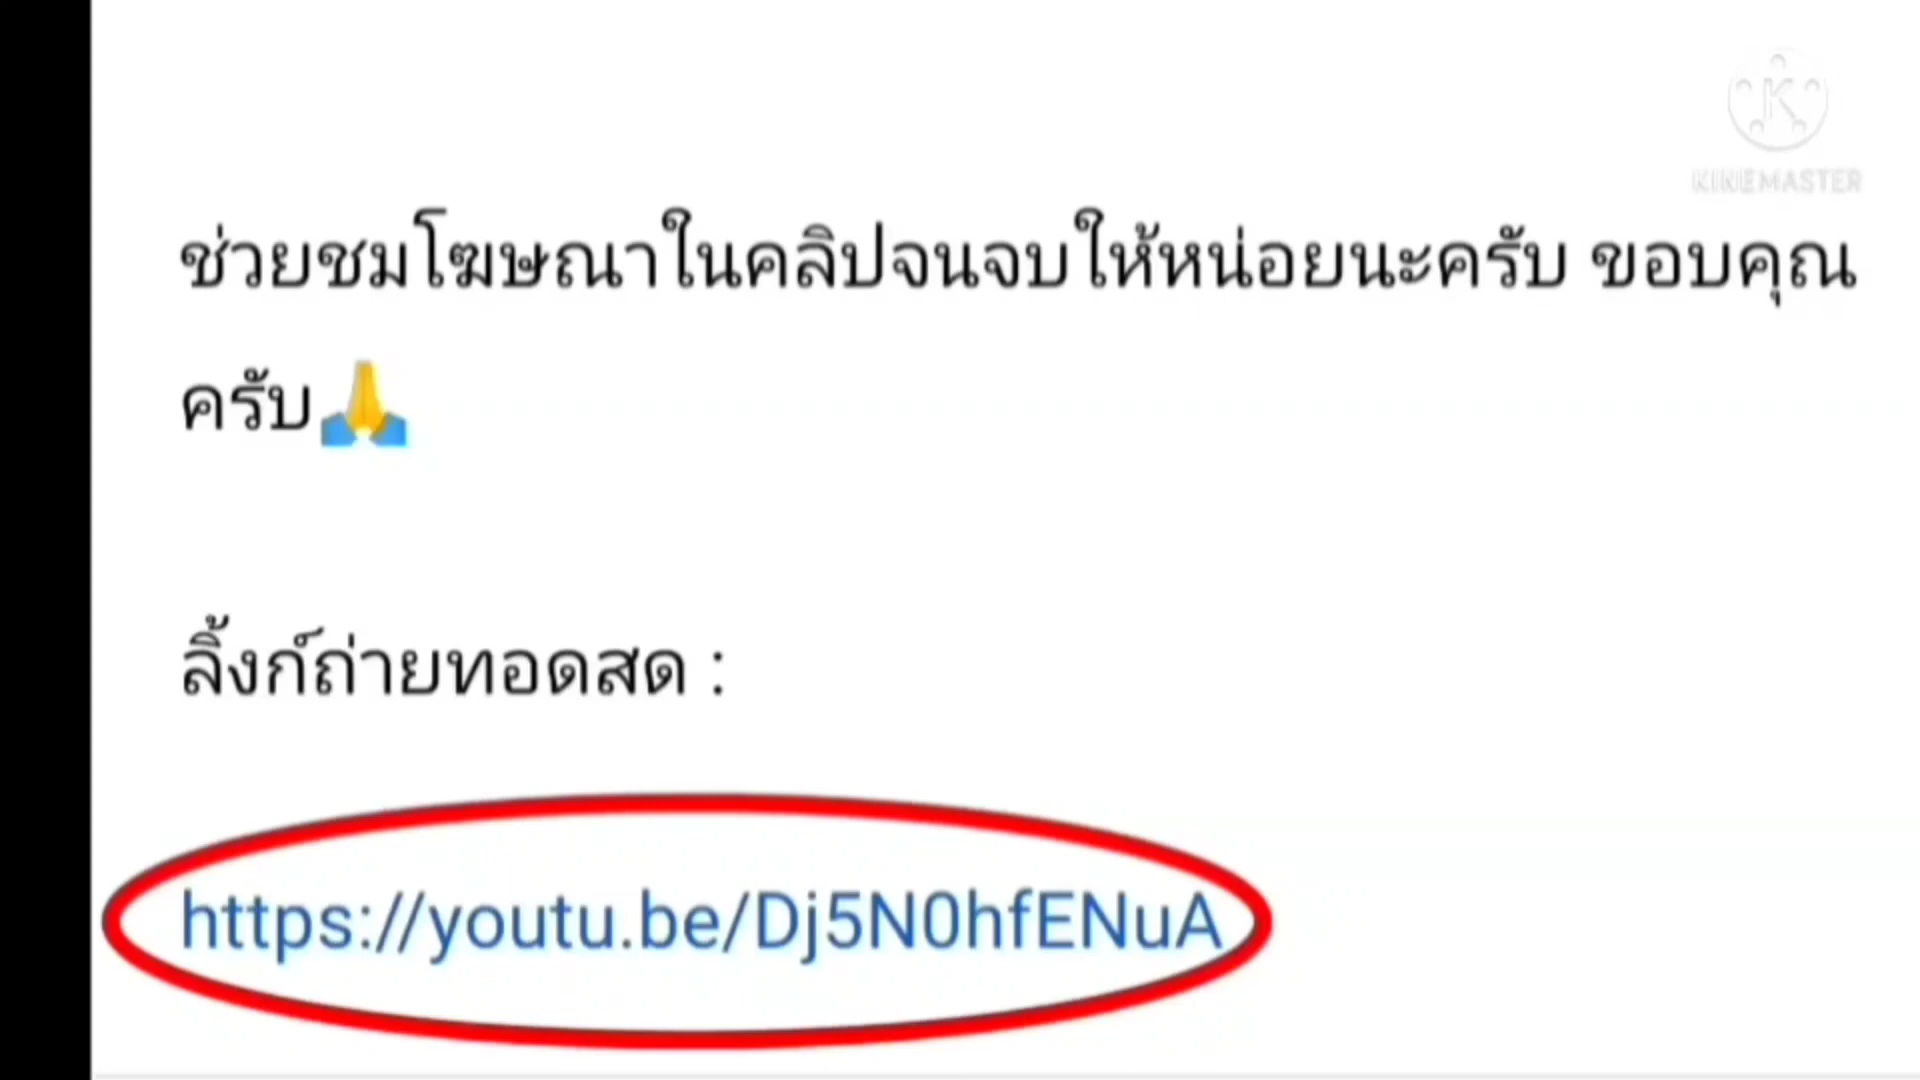 KINEMASTER
ช่วยชมโฆษณาในคลิปจนจบให้หน่อยนะครับ ขอบคุณ
ครับ🙏
ลิ้งก์ถ่ายทอดสด :
https://youtu.be/Dj5N0hfENuA